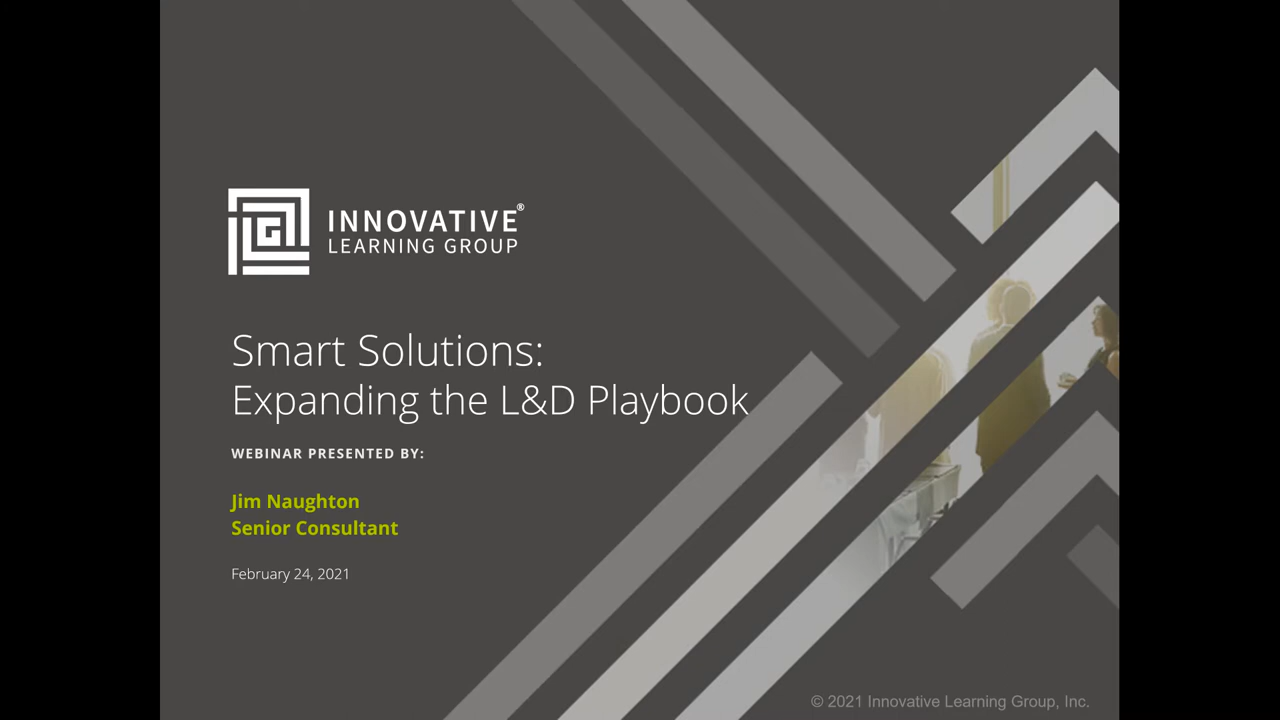 INNOVATIVE®
LEARNING GROUP
Smart Solutions:
Expanding the L&D Playbook
WEBINAR PRESENTED BY:
Jim Naughton
Senior Consultant
February 24, 2021
© 2021 Innovative Learning Group, Inc.